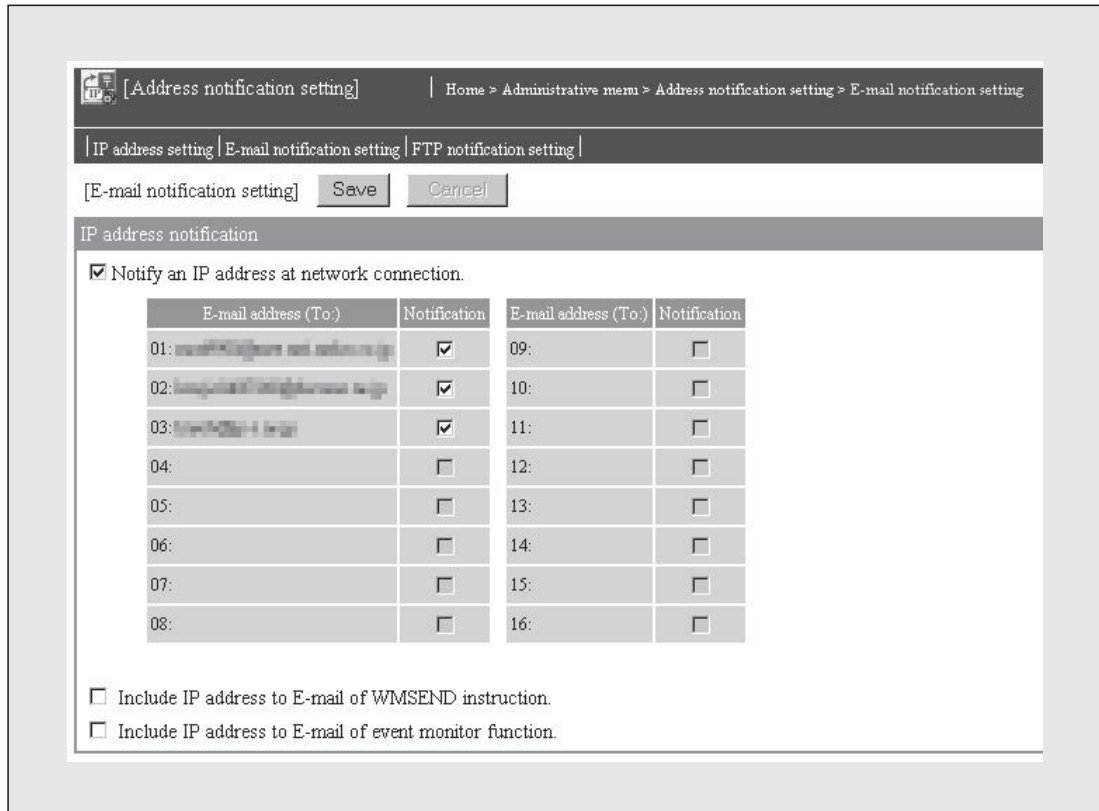 IP
[Address notification setting]
Home > Administrative menu > Address notification setting > E-mail notification setting
IP address setting | E-mail notification setting | FTP notification setting
[E-mail notification setting] Save Cancel
IP address notification
Notify an IP address at network connection.
E-mail address (To:) Notification E-mail address (To:) Notification
01: 09:
02: 10:
03: 11:
04: 12:
05: 13:
06: 14:
07: 15:
08: 16:
Include IP address to E-mail of WMSEND instruction.
Include IP address to E-mail of event monitor function.